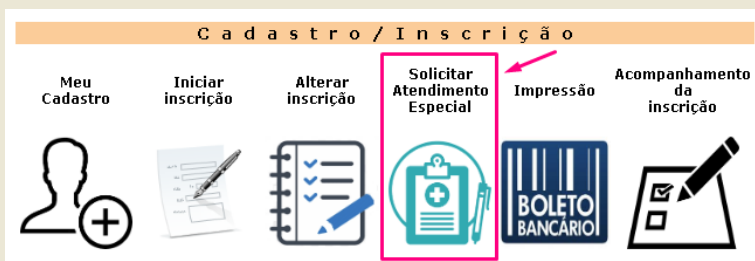 Cadastro/Inscrição
Meu
Cadastro
Iniciar
inscrição
Alterar
inscrição
Solicitar
Atendimento
Especial
Impressão
Acompanhamento
da
inscrição
BOLETO
BANCÁRIO